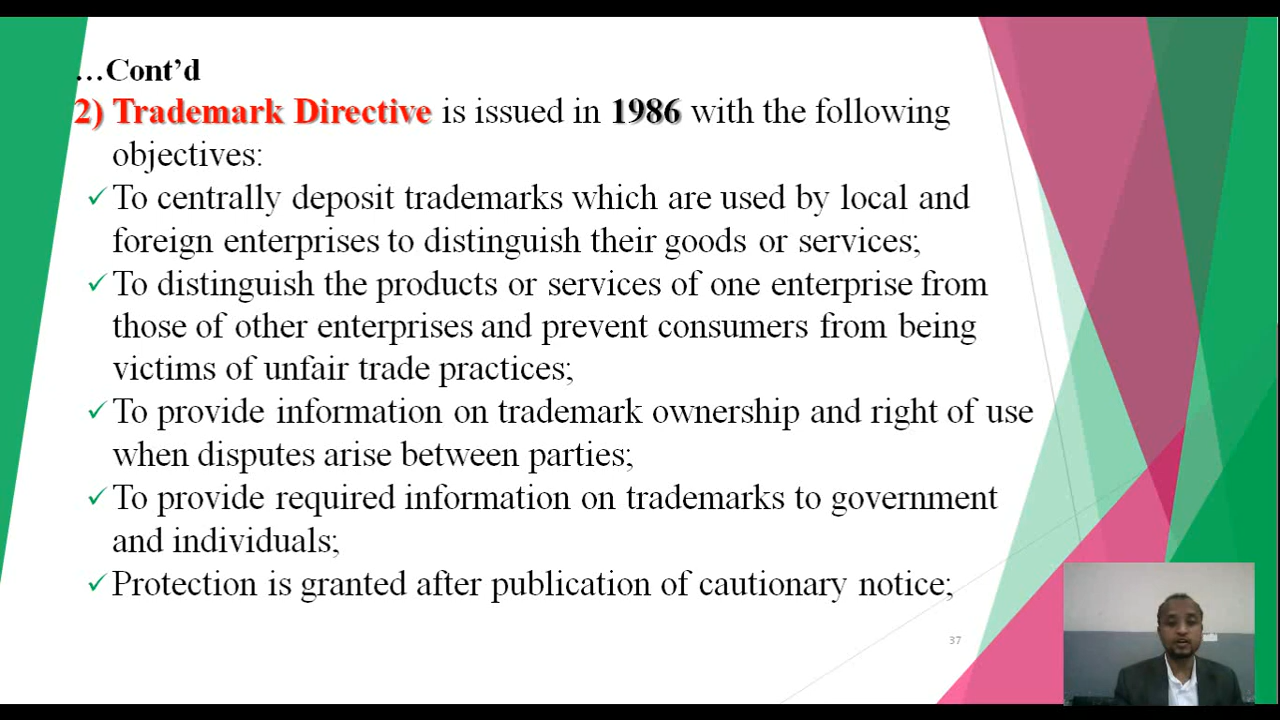 …Cont’d
2) Trademark Directive is issued in 1986 with the following
objectives:
✓ To centrally deposit trademarks which are used by local and
foreign enterprises to distinguish their goods or services;
✓ To distinguish the products or services of one enterprise from
those of other enterprises and prevent consumers from being
victims of unfair trade practices;
✓ To provide information on trademark ownership and right of use
when disputes arise between parties;
✓ To provide required information on trademarks to government
and individuals;
✓ Protection is granted after publication of cautionary notice;
37